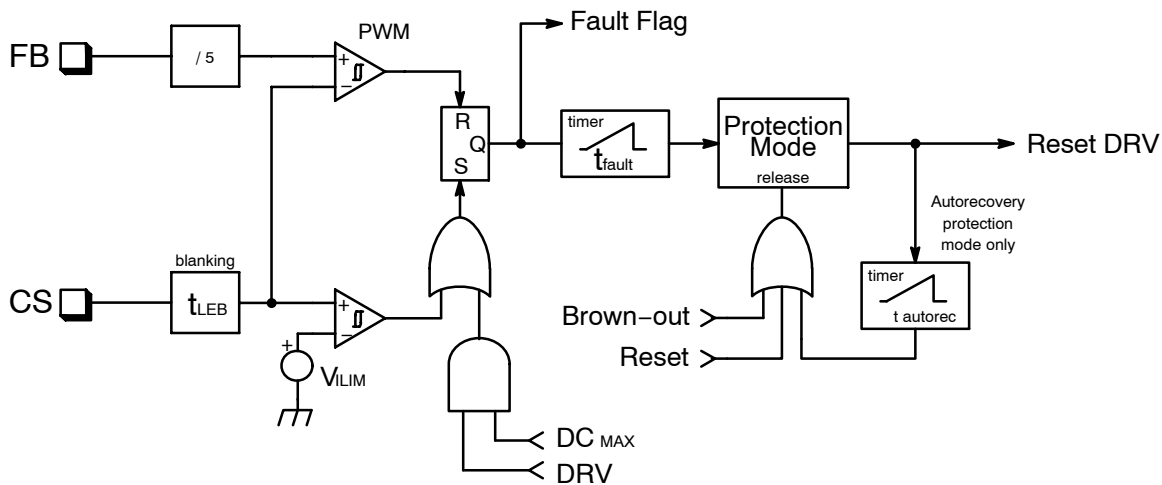 Fault Flag
PWM
FB
/ 5
+
−
R
Q
S
timer
tfault
Protection
Mode
release
Reset DRV
Autorecovery
protection
mode only
blanking
CS
tLEB
+
−
timer
t autorec
Brown−out
+
VILIM
Reset
DC MAX
DRV